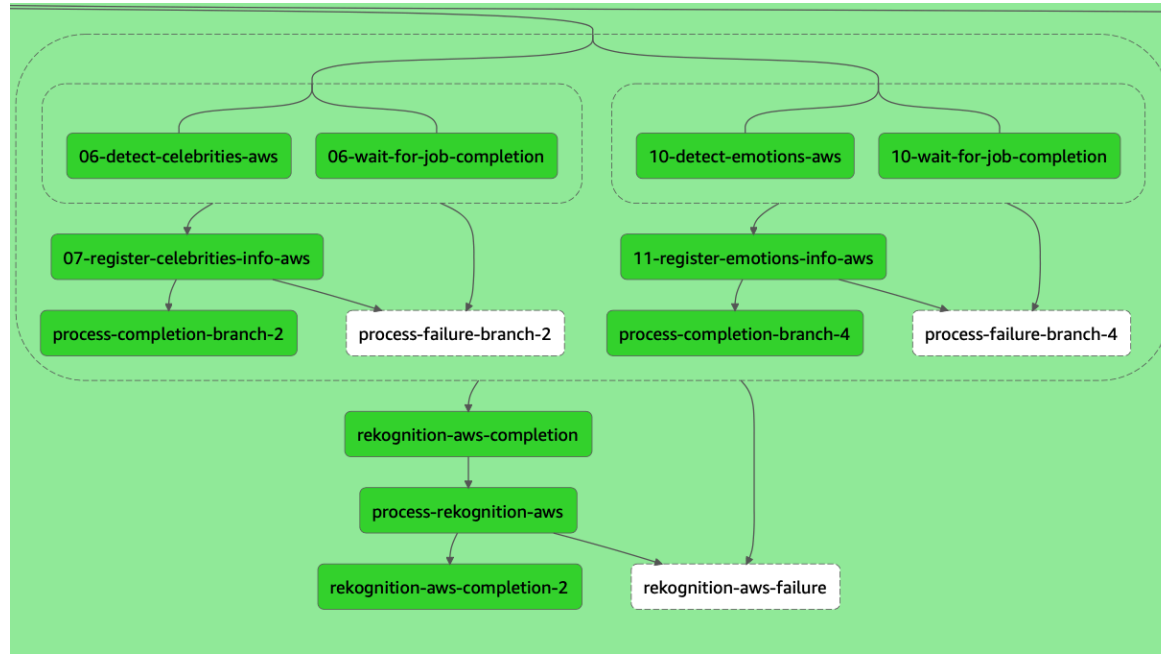 06-detect-celebrities-aws
06-wait-for-job-completion
10-detect-emotions-aws
10-wait-for-job-completion
07-register-celebrities-info-aws
11-register-emotions-info-aws
process-completion-branch-2
process-failure-branch-2
process-completion-branch-4
process-failure-branch-4
rekognition-aws-completion
process-rekognition-aws
rekognition-aws-completion-2
rekognition-aws-failure